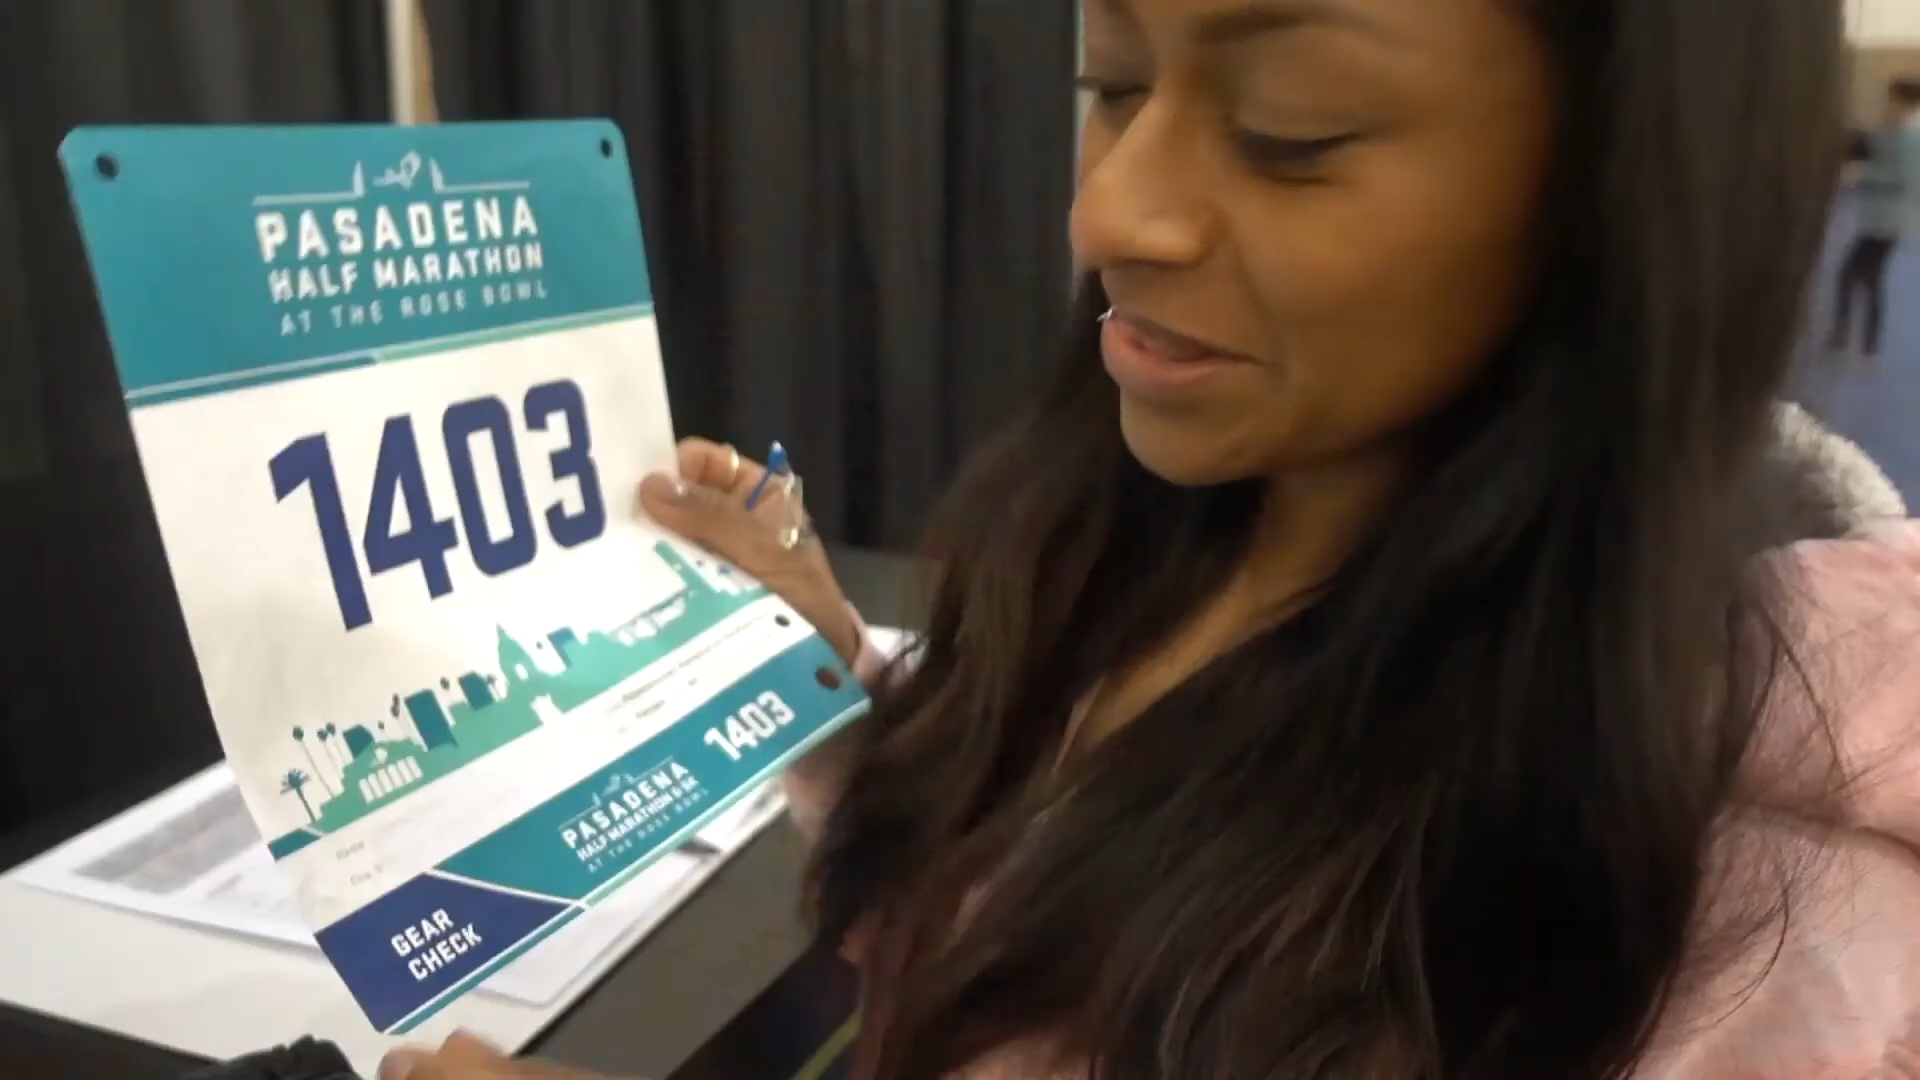 PASADENA
HALF MARATHON
AT THE ROSE BOWL
1403
1403
PASADENA
HALF MARATHON & 5K
AT THE ROSE BOWL
GEAR
CHECK